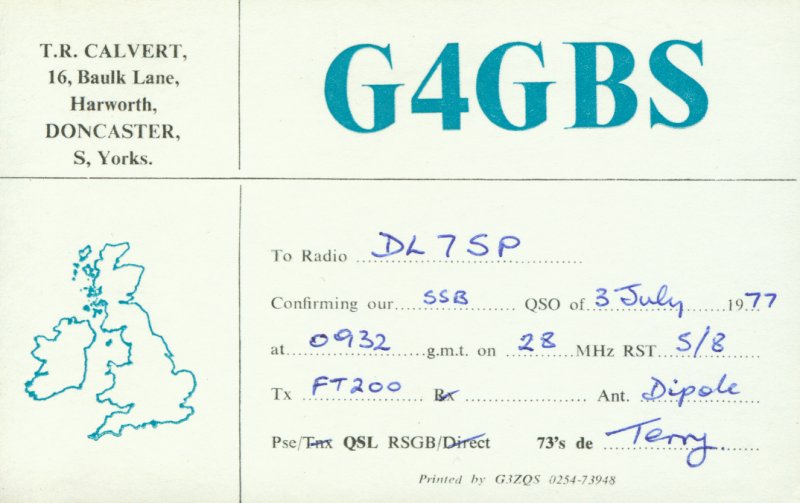 T.R. CALVERT,
16, Baulk Lane,
Harworth,
DONCASTER,
S, Yorks.
G4GBS
To Radio DL7SP
Confirming our SSB QSO of 3 July 1977
at 0932 g.m.t. on 28 MHz RST 5/8
Tx FT200 Rx Ant. Dipole
Pse/Tnx QSL RSGB/Direct 73's de Terry
Printed by G3ZQS 0254-73948